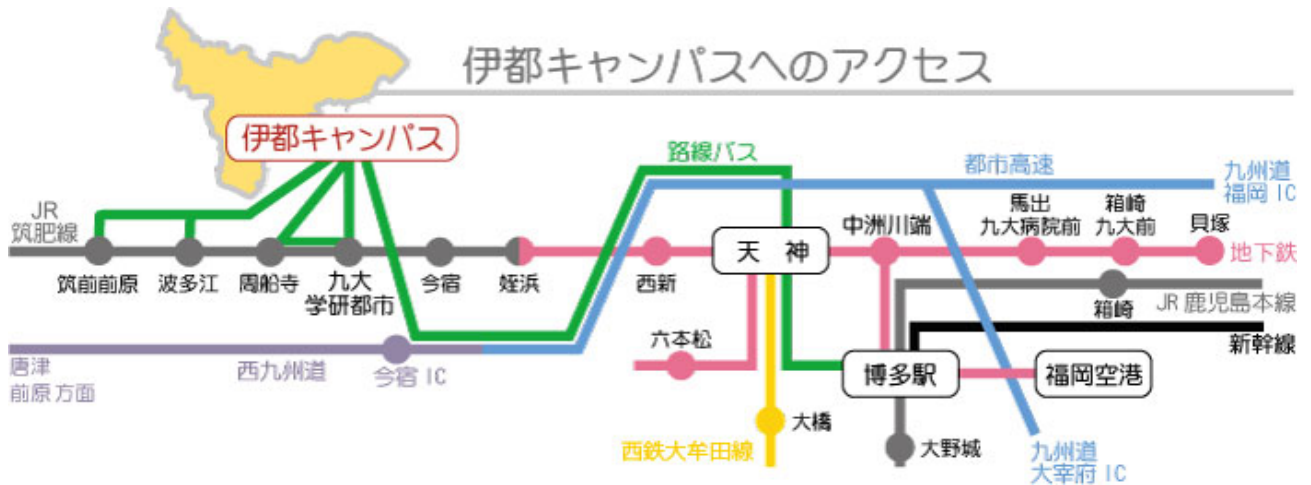 伊都キャンパスへのアクセス
伊都キャンパス
路線バス
都市高速
九州道
福岡 IC
JR
筑肥線
筑前前原
波多江
周船寺
九大
学研都市
今宿
姪浜
西新
天 神
中洲川端
馬出
九大病院前
箱崎
九大前
貝塚
地下鉄
箱崎
JR 鹿児島本線
新幹線
六本松
唐津
前原 方面
西九州道
今宿 IC
博多駅
福岡空港
大橋
西鉄大牟田線
大野城
九州道
大宰府 IC